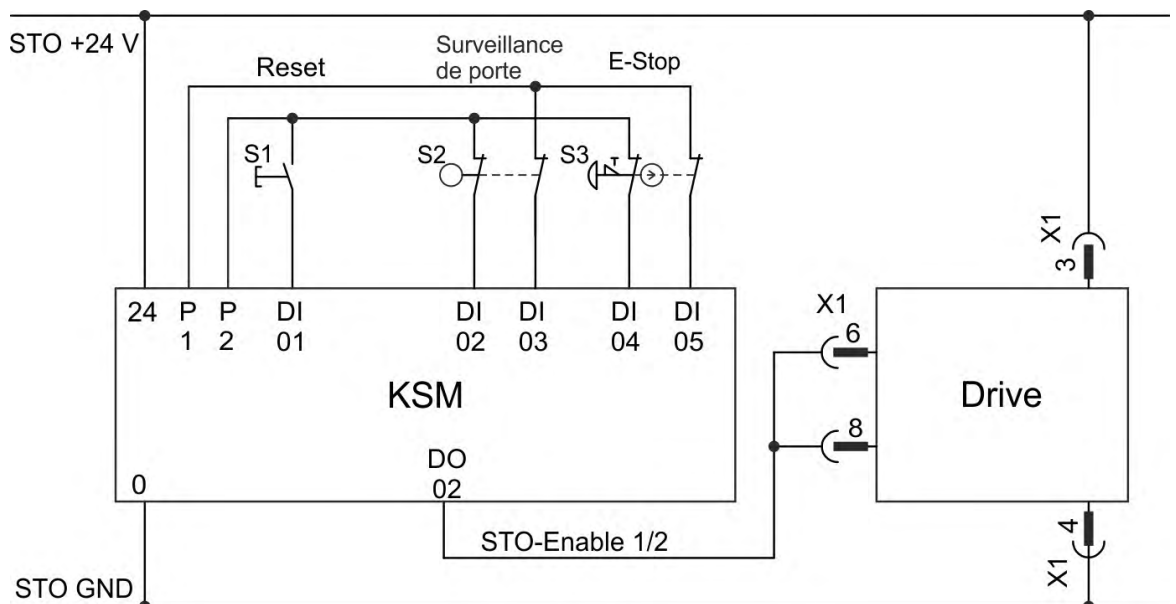 STO +24 V
Reset
Surveillance
de porte
E-Stop
S1
S2
S3
X1
3
24
P
1
P
2
DI
01
DI
02
DI
03
DI
04
DI
05
X1
6
8
KSM
Drive
DO
02
0
STO-Enable 1/2
4
X1
STO GND